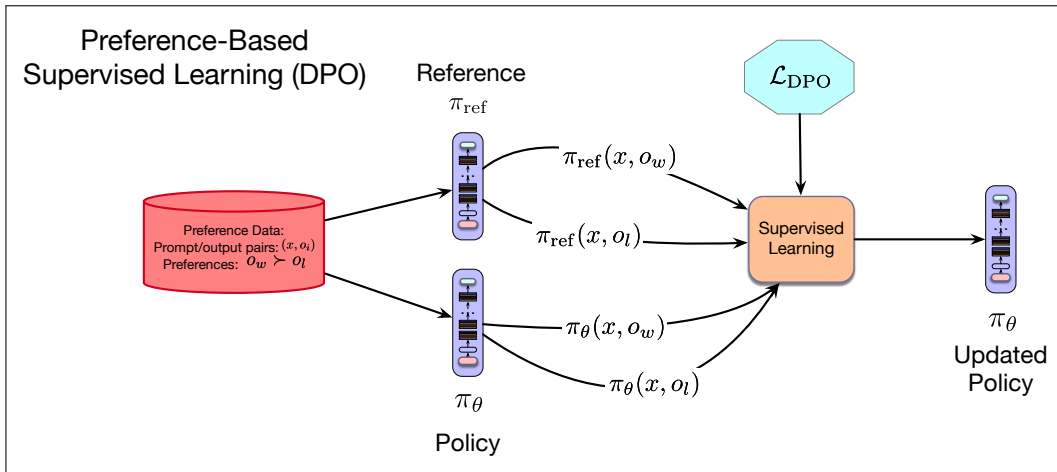 Preference-Based
Supervised Learning (DPO)
Reference
π_ref
ℒ_DPO
π_ref(x, o_w)
π_ref(x, o_l)
Preference Data:
Prompt/output pairs: (x, o_i)
Preferences: o_w ≻ o_l
Supervised
Learning
π_θ(x, o_w)
π_θ(x, o_l)
π_θ
Policy
π_θ
Updated
Policy